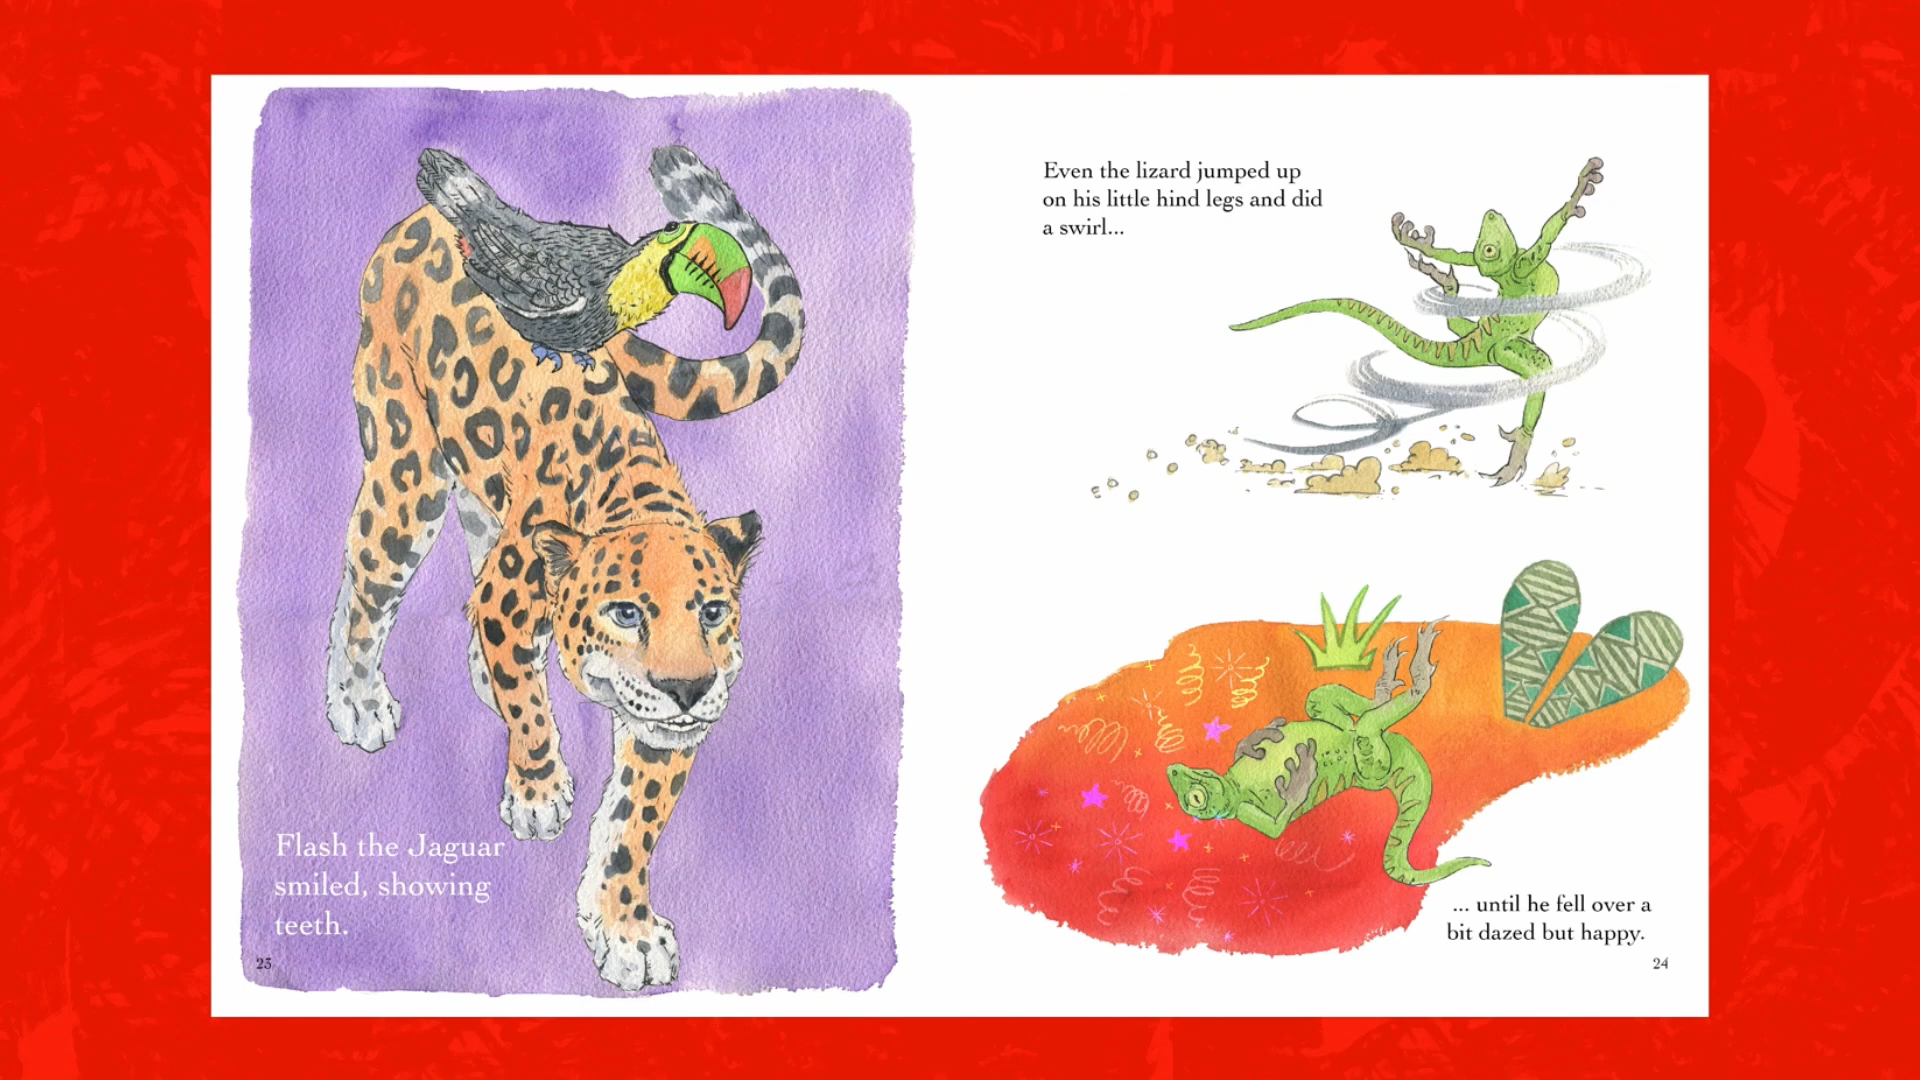 Flash the Jaguar
smiled, showing
teeth.
23
Even the lizard jumped up
on his little hind legs and did
a swirl...
... until he fell over a
bit dazed but happy.
24